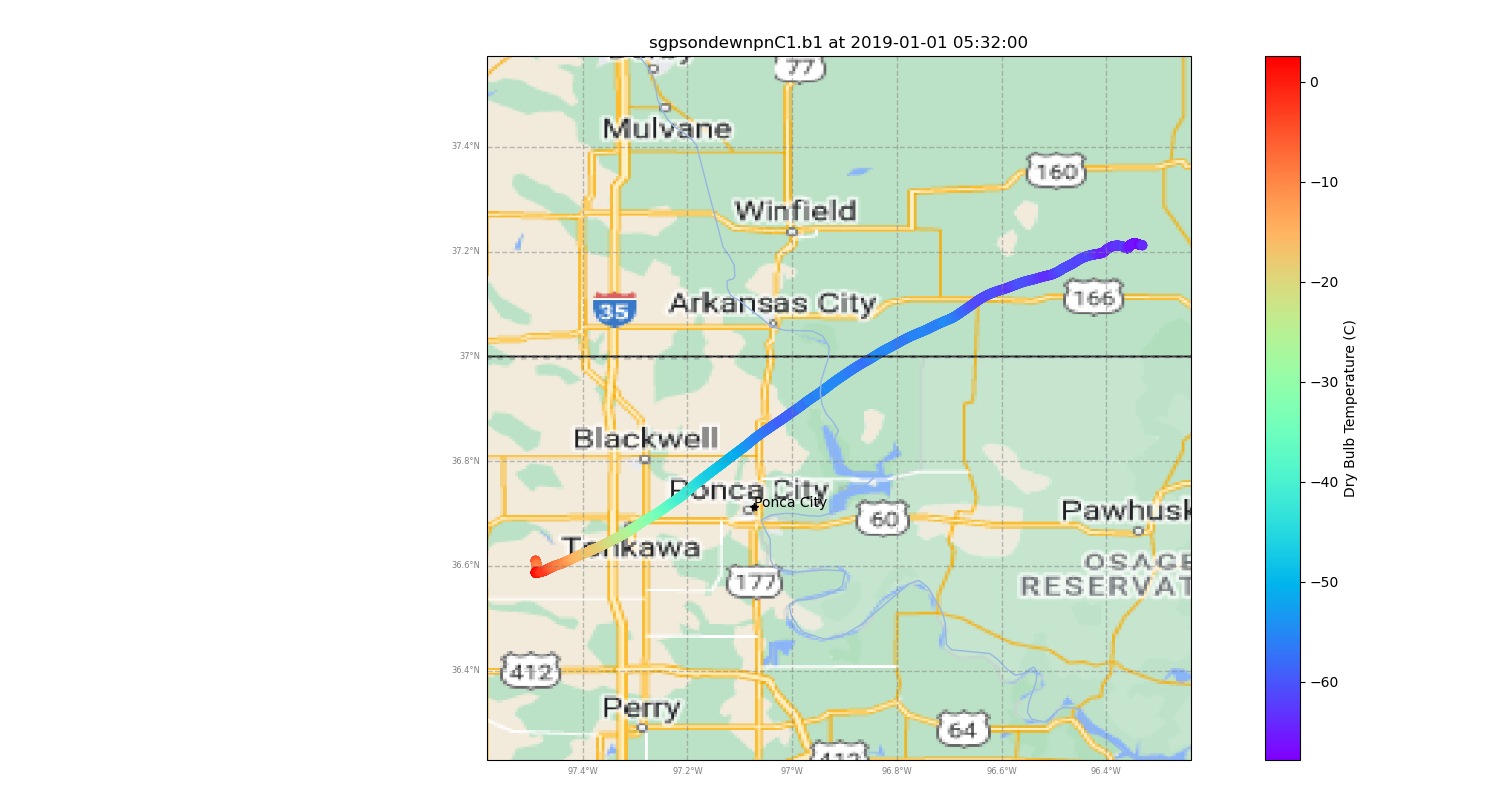 sgpsondewnpnC1.b1 at 2019-01-01 05:32:00
77
Mulvane
37.4°N
160
Winfield
37.2°N
Arkansas City
166
35
37°N
Blackwell
36.8°N
Ponca City
Ponca City
60
Pawhusk
Tonkawa
36.6°N
OSAGE
RESERVAT
177
412
36.4°N
Perry
64
412
97.4°W
97.2°W
97°W
96.8°W
96.6°W
96.4°W
0
−10
−20
−30
−40
−50
−60
Dry Bulb Temperature (C)